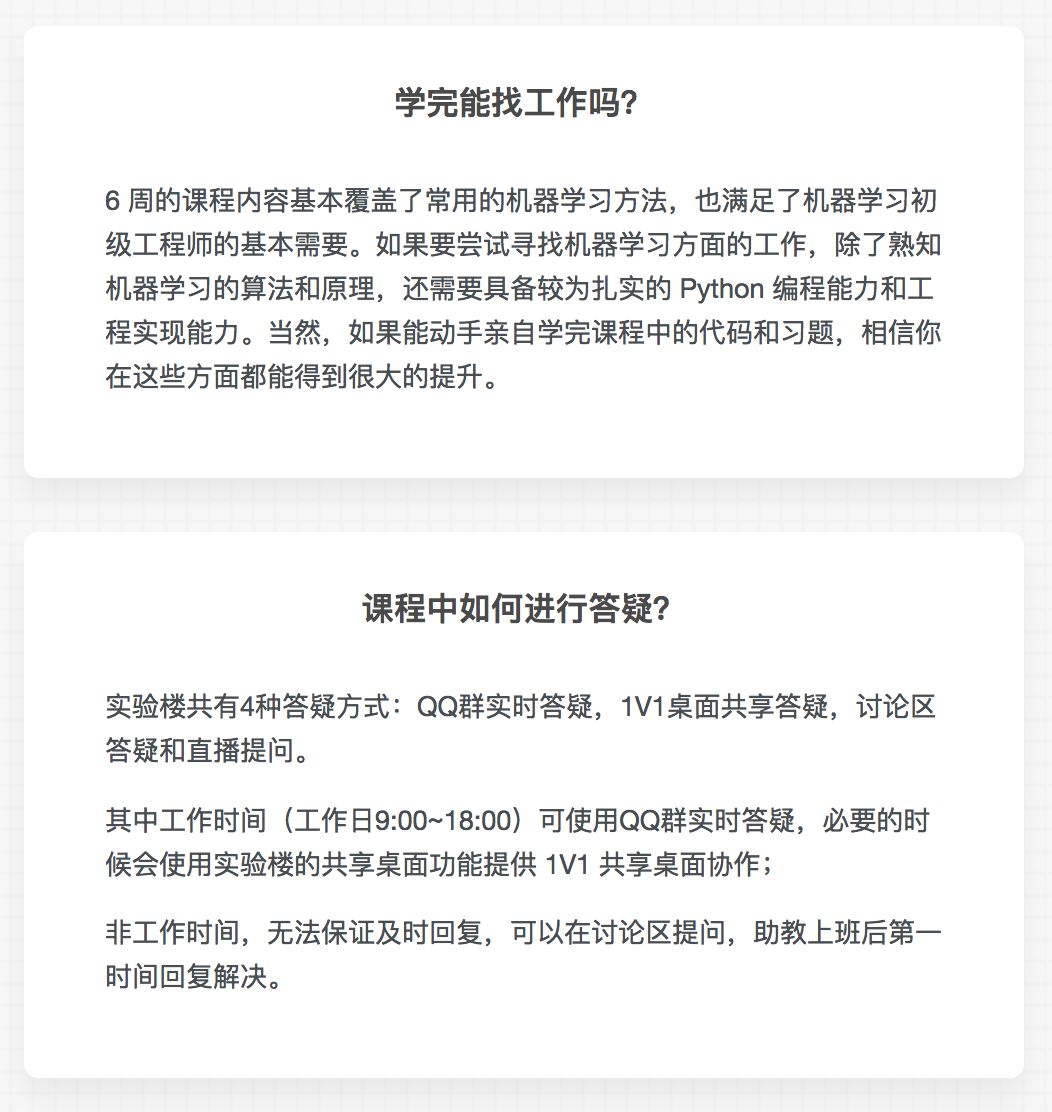 学完能找工作吗?
6 周的课程内容基本覆盖了常用的机器学习方法，也满足了机器学习初
级工程师的基本需要。如果要尝试寻找机器学习方面的工作，除了熟知
机器学习的算法和原理，还需要具备较为扎实的 Python 编程能力和工
程实现能力。当然，如果能动手亲自学完课程中的代码和习题，相信你
在这些方面都能得到很大的提升。
课程中如何进行答疑?
实验楼共有4种答疑方式：QQ群实时答疑，1V1桌面共享答疑，讨论区
答疑和直播提问。
其中工作时间（工作日9:00~18:00）可使用QQ群实时答疑，必要的时
候会使用实验楼的共享桌面功能提供 1V1 共享桌面协作；
非工作时间，无法保证及时回复，可以在讨论区提问，助教上班后第一
时间回复解决。